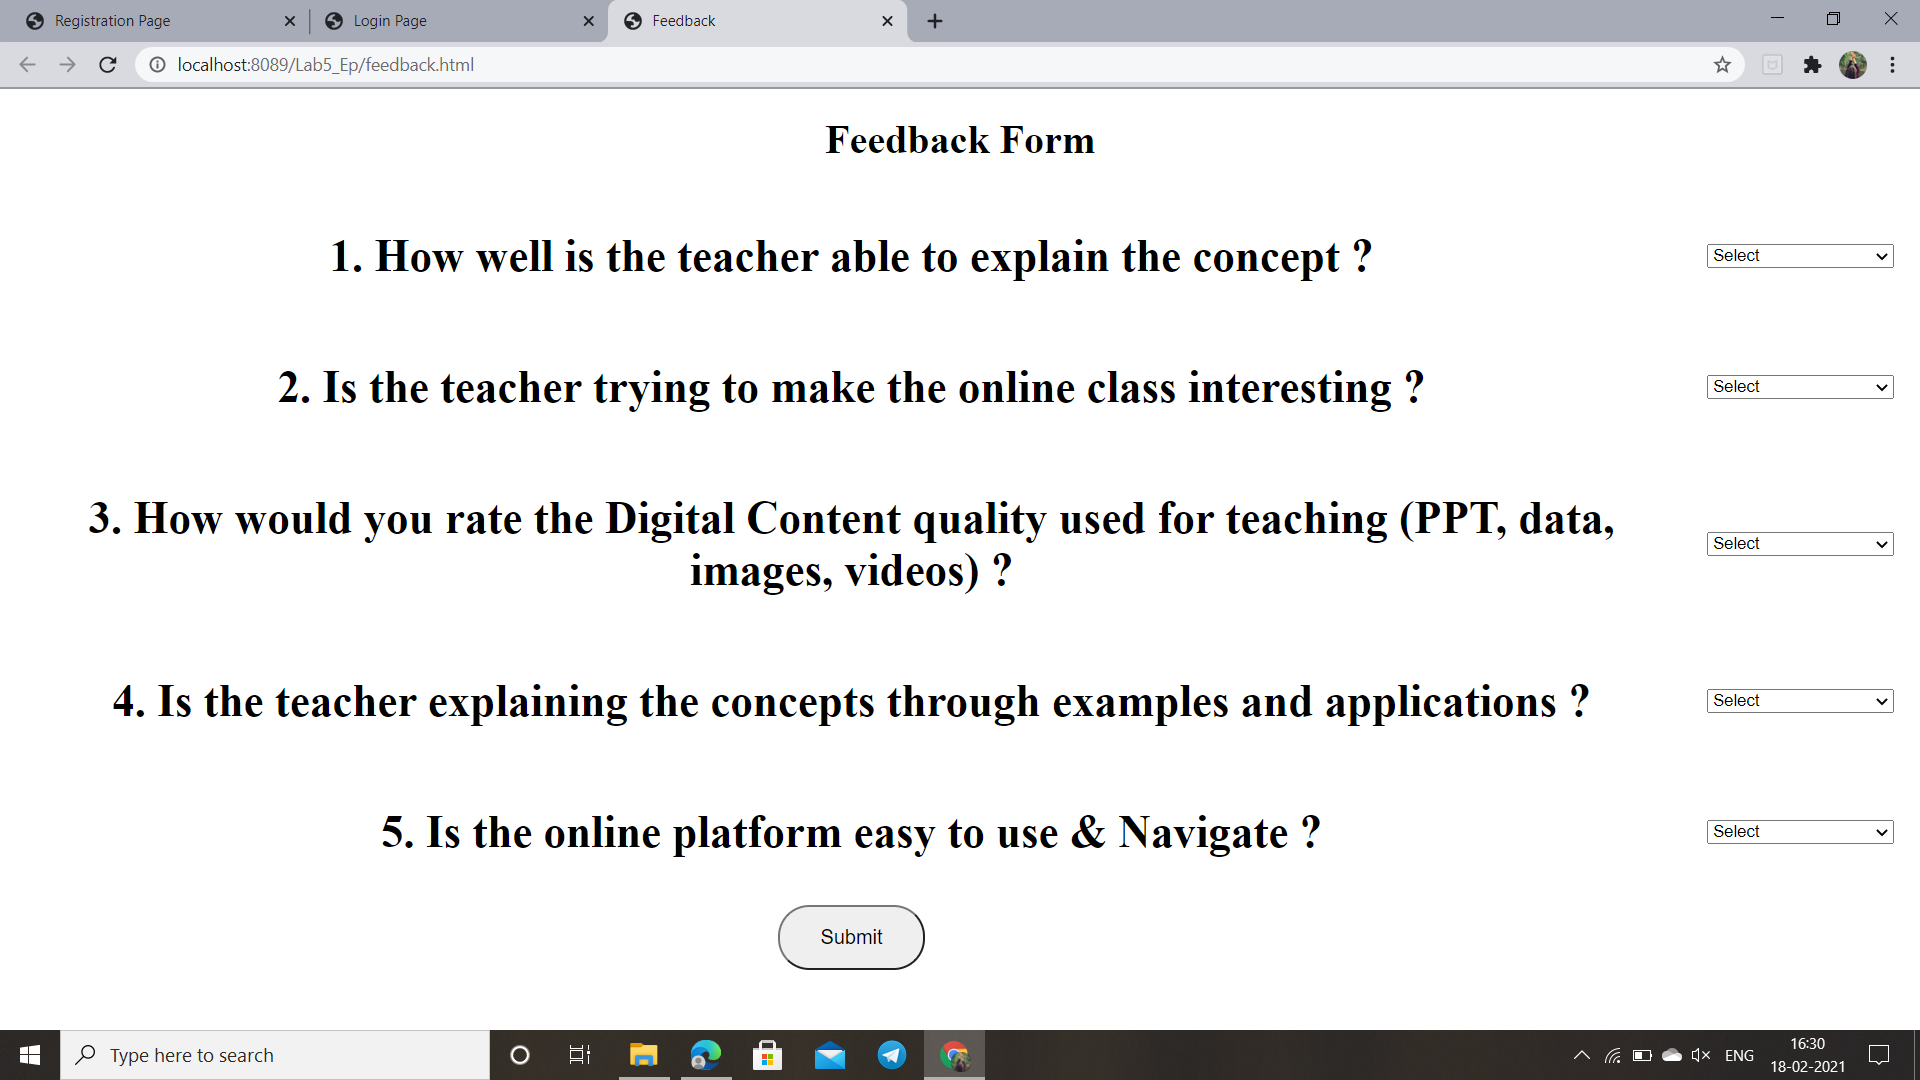 Registration Page
Login Page
Feedback
localhost:8089/Lab5_Ep/feedback.html
Feedback Form
1. How well is the teacher able to explain the concept ?
Select
2. Is the teacher trying to make the online class interesting ?
Select
3. How would you rate the Digital Content quality used for teaching (PPT, data,
images, videos) ?
Select
4. Is the teacher explaining the concepts through examples and applications ?
Select
5. Is the online platform easy to use & Navigate ?
Select
Submit
Type here to search
ENG
16:30
18-02-2021